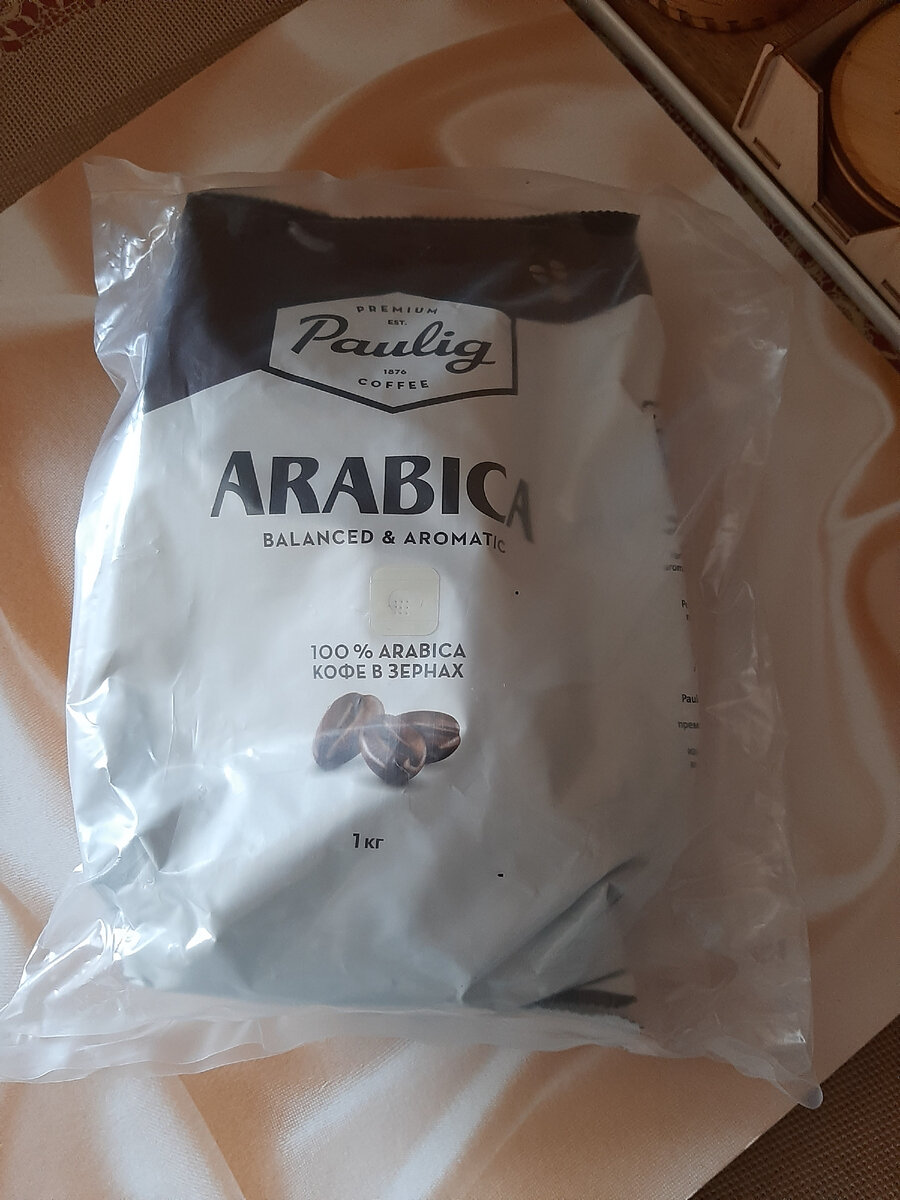 PREMIUM
EST.
Paulig
1876
COFFEE
ARABICA
BALANCED & AROMATIC
100 % ARABICA
КОФЕ В ЗЕРНАХ
1 кг